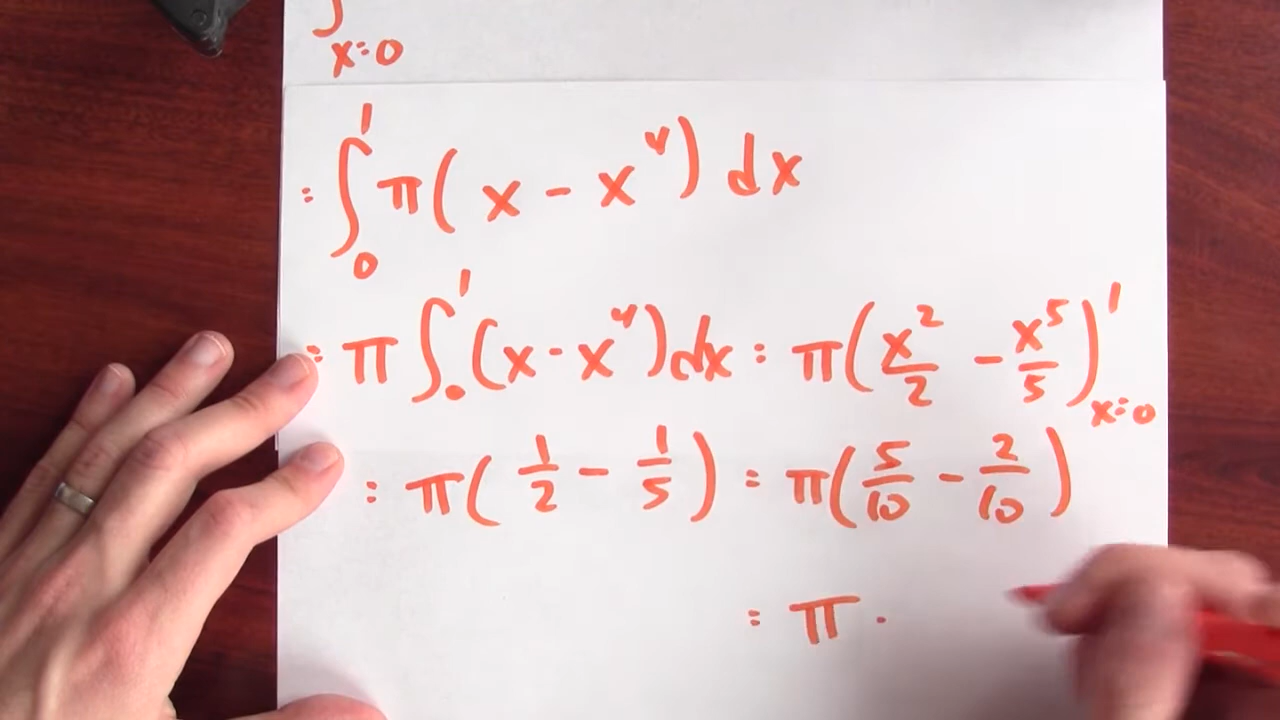 ∫ x=0
= ∫₀¹ π( x - x⁴) dx
= π ∫₀¹ (x - x⁴)dx = π( x²/2 - x⁵/5 )¹ₓ₌₀
= π( 1/2 - 1/5 ) = π( 5/10 - 2/10 )
= π ·